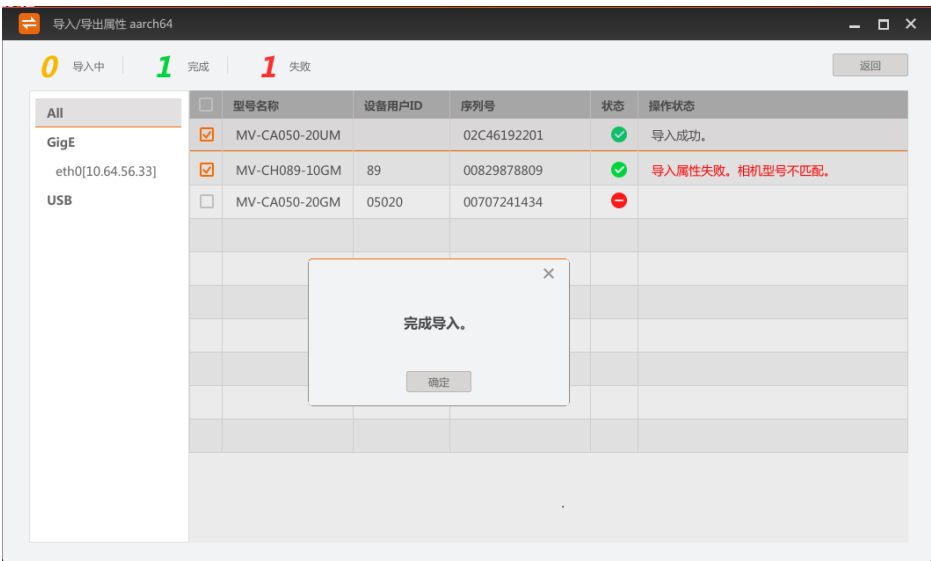 导入/导出属性 aarch64
0 导入中 1 完成 1 失败 返回
All
GigE
eth0[10.64.56.33]
USB
型号名称 设备用户ID 序列号 状态 操作状态
MV-CA050-20UM 02C46192201 导入成功。
MV-CH089-10GM 89 00829878809 导入属性失败。相机型号不匹配。
MV-CA050-20GM 05020 00707241434
完成导入。
确定